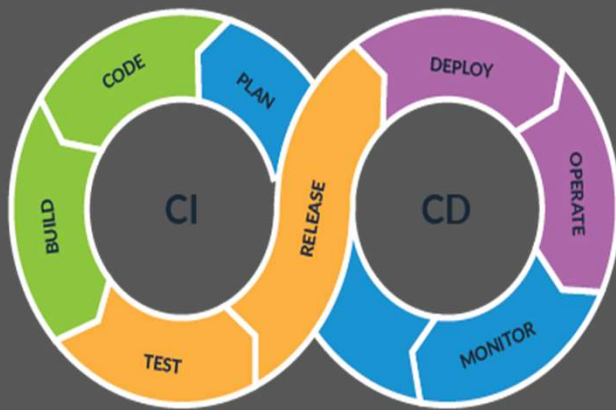 PLAN
CODE
BUILD
TEST
RELEASE
DEPLOY
OPERATE
MONITOR
CI
CD